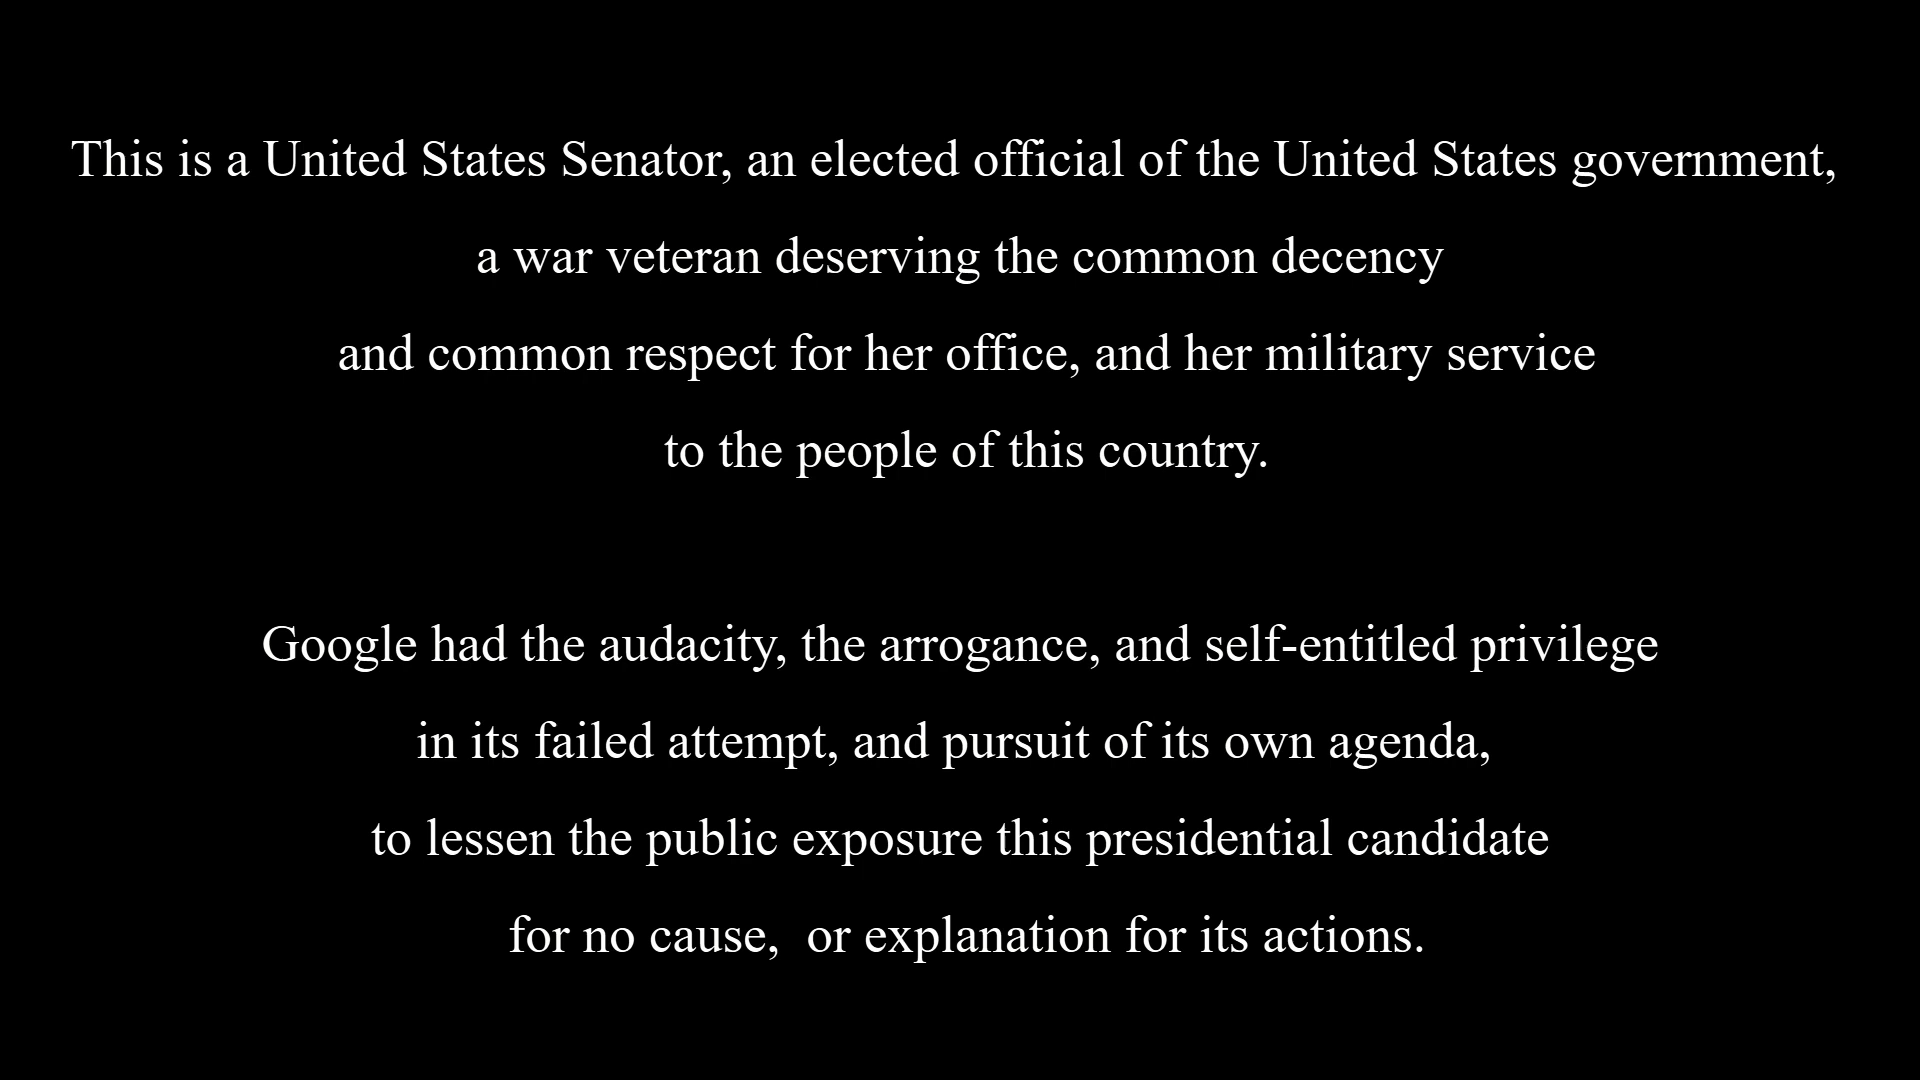 This is a United States Senator, an elected official of the United States government,
a war veteran deserving the common decency
and common respect for her office, and her military service
to the people of this country.
Google had the audacity, the arrogance, and self-entitled privilege
in its failed attempt, and pursuit of its own agenda,
to lessen the public exposure this presidential candidate
for no cause,  or explanation for its actions.